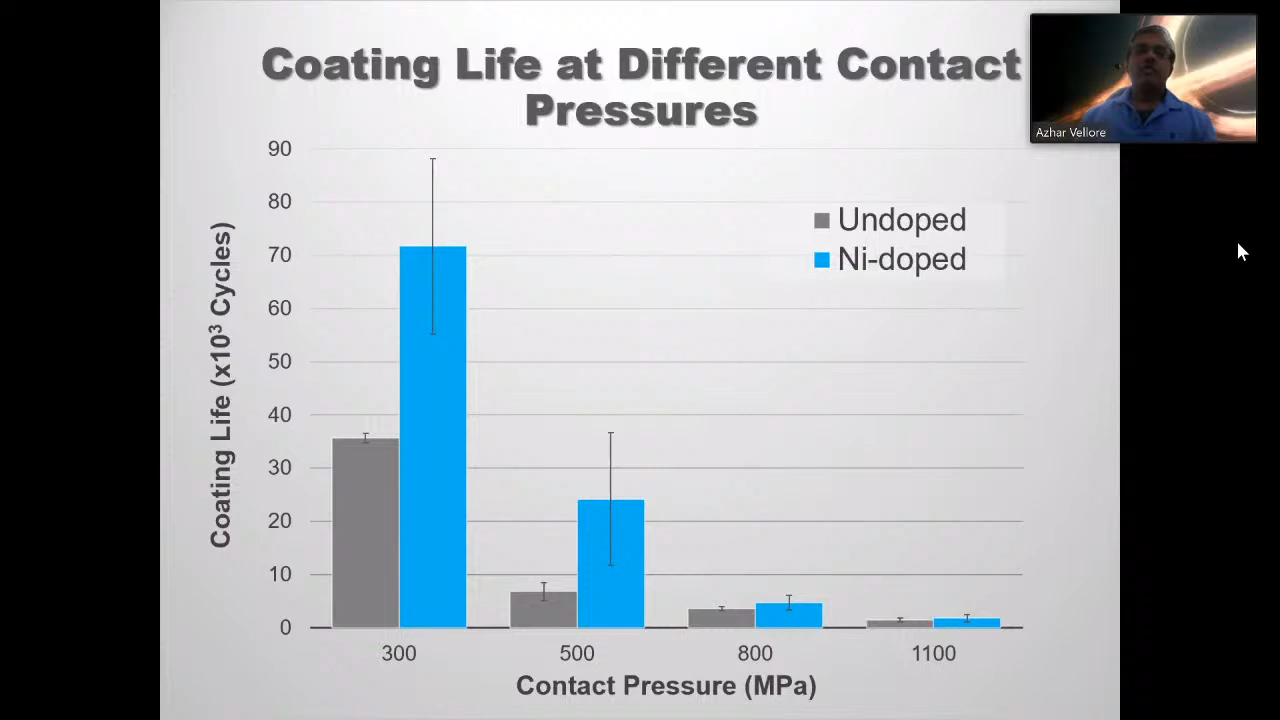 Coating Life at Different Contact
Pressures
Azhar Vellore
90
80
70
60
50
40
30
20
10
0
Coating Life (x10³ Cycles)
Undoped
Ni-doped
300 500 800 1100
Contact Pressure (MPa)